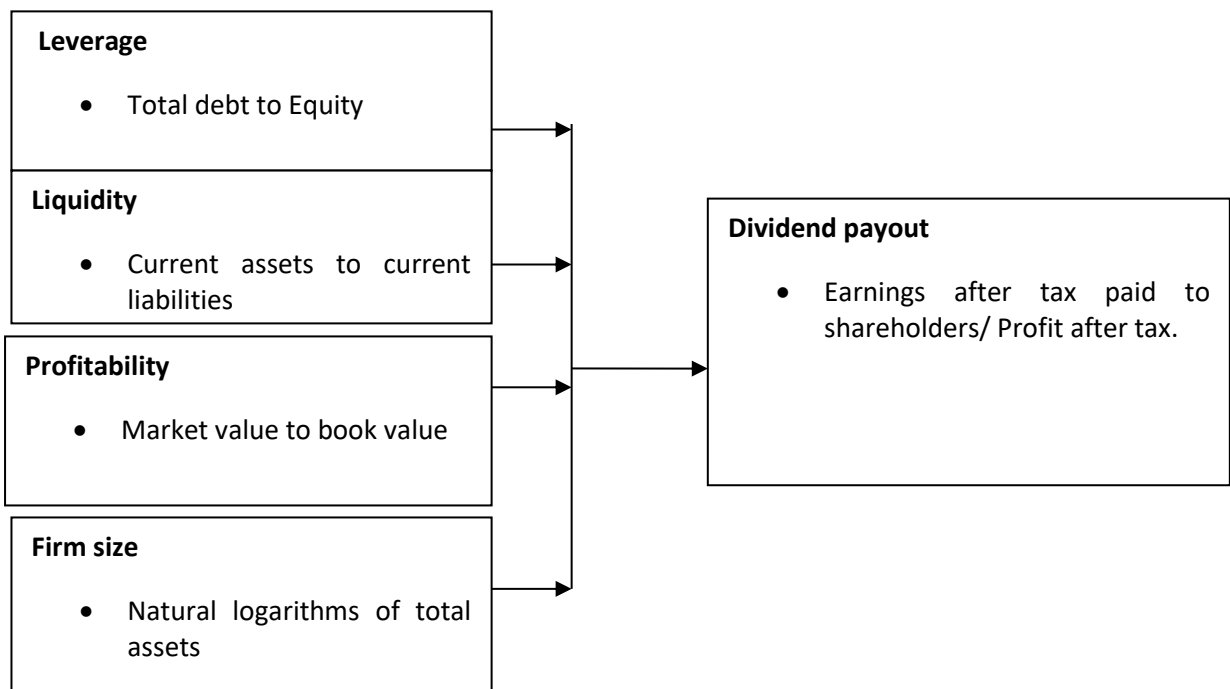 Leverage
• Total debt to Equity
Liquidity
• Current assets to current
liabilities
Profitability
• Market value to book value
Firm size
• Natural logarithms of total
assets
Dividend payout
• Earnings after tax paid to
shareholders/ Profit after tax.